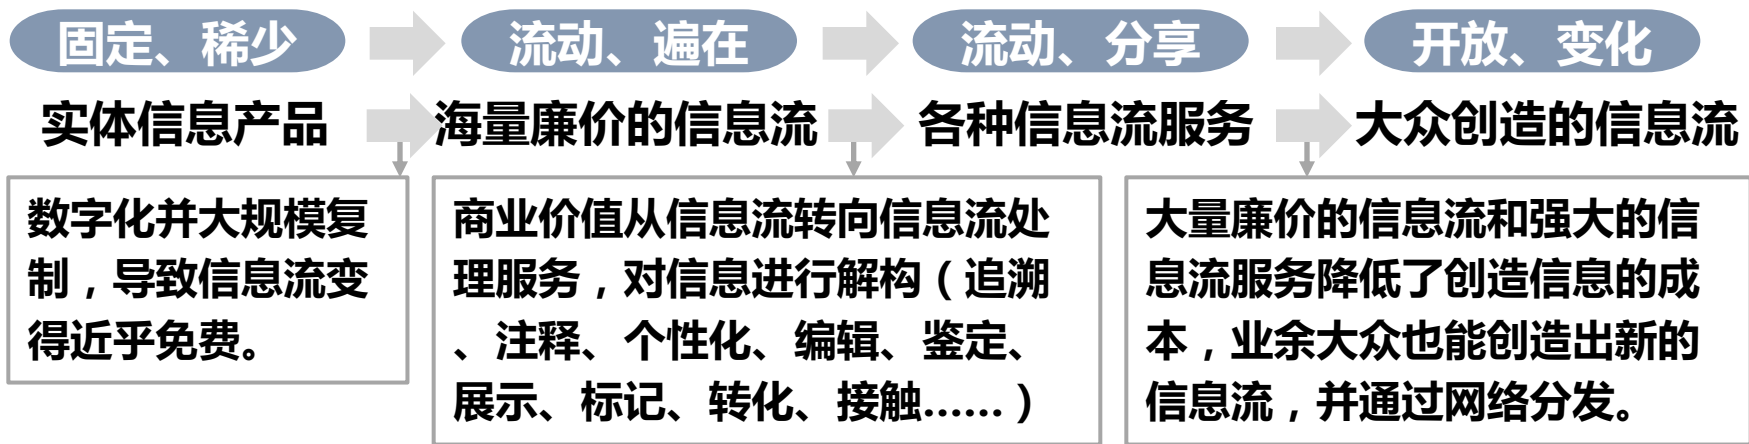 固定、稀少
流动、遍在
流动、分享
开放、变化
实体信息产品
海量廉价的信息流
各种信息流服务
大众创造的信息流
数字化并大规模复
制，导致信息流变
得近乎免费。
商业价值从信息流转向信息流处
理服务，对信息进行解构（追溯
、注释、个性化、编辑、鉴定、
展示、标记、转化、接触......）
大量廉价的信息流和强大的信
息流服务降低了创造信息的成
本，业余大众也能创造出新的
信息流，并通过网络分发。